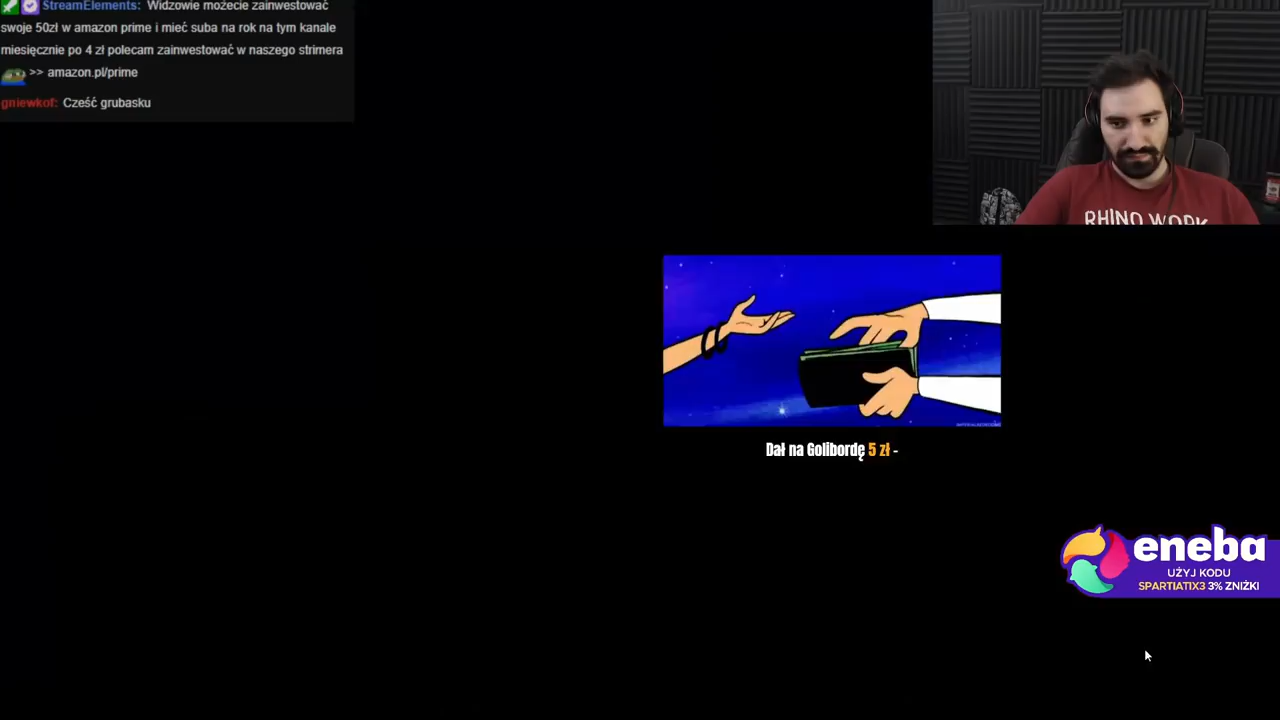 StreamElements: Widzowie możecie zainwestować
swoje 50zł w amazon prime i mieć suba na rok na tym kanale
miesięcznie po 4 zł polecam zainwestować w naszego strimera
>> amazon.pl/prime
gniewkof: Cześć grubasku
RHINO WORK
Dał na Golibordę 5 zł -
eneba
UŻYJ KODU
SPARTIATIX3 3% ZNIŻKI